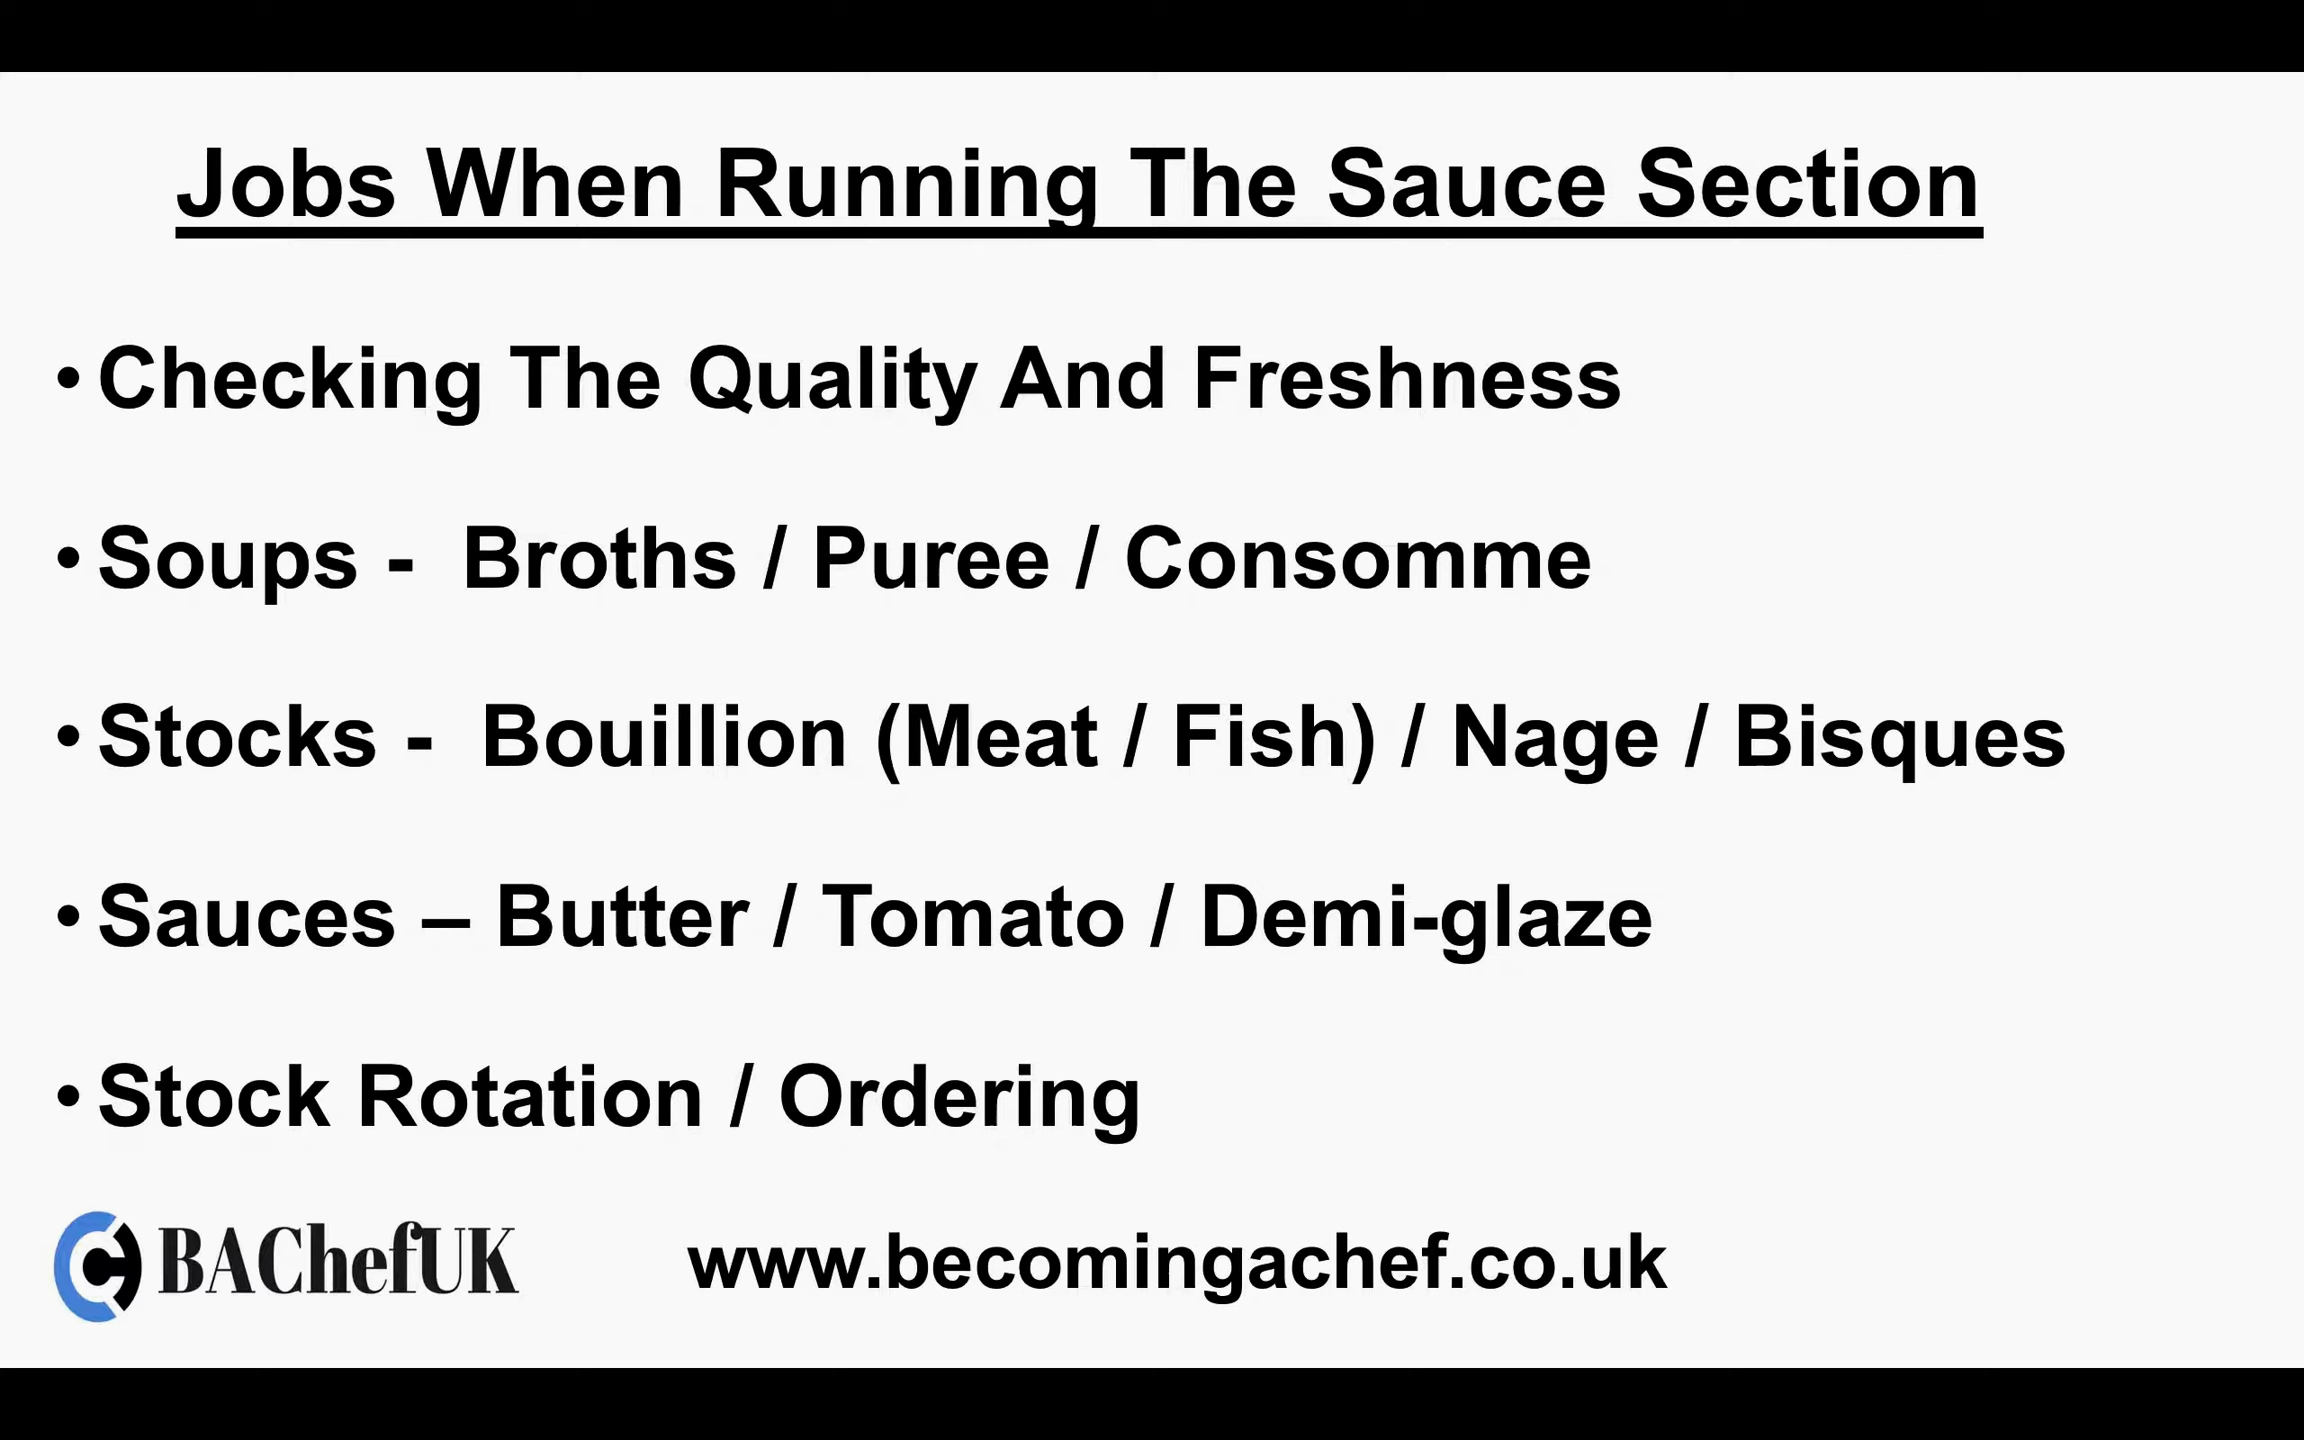 Jobs When Running The Sauce Section
• Checking The Quality And Freshness
• Soups -  Broths / Puree / Consomme
• Stocks -  Bouillion (Meat / Fish) / Nage / Bisques
• Sauces – Butter / Tomato / Demi-glaze
• Stock Rotation / Ordering
BAChefUK
www.becomingachef.co.uk